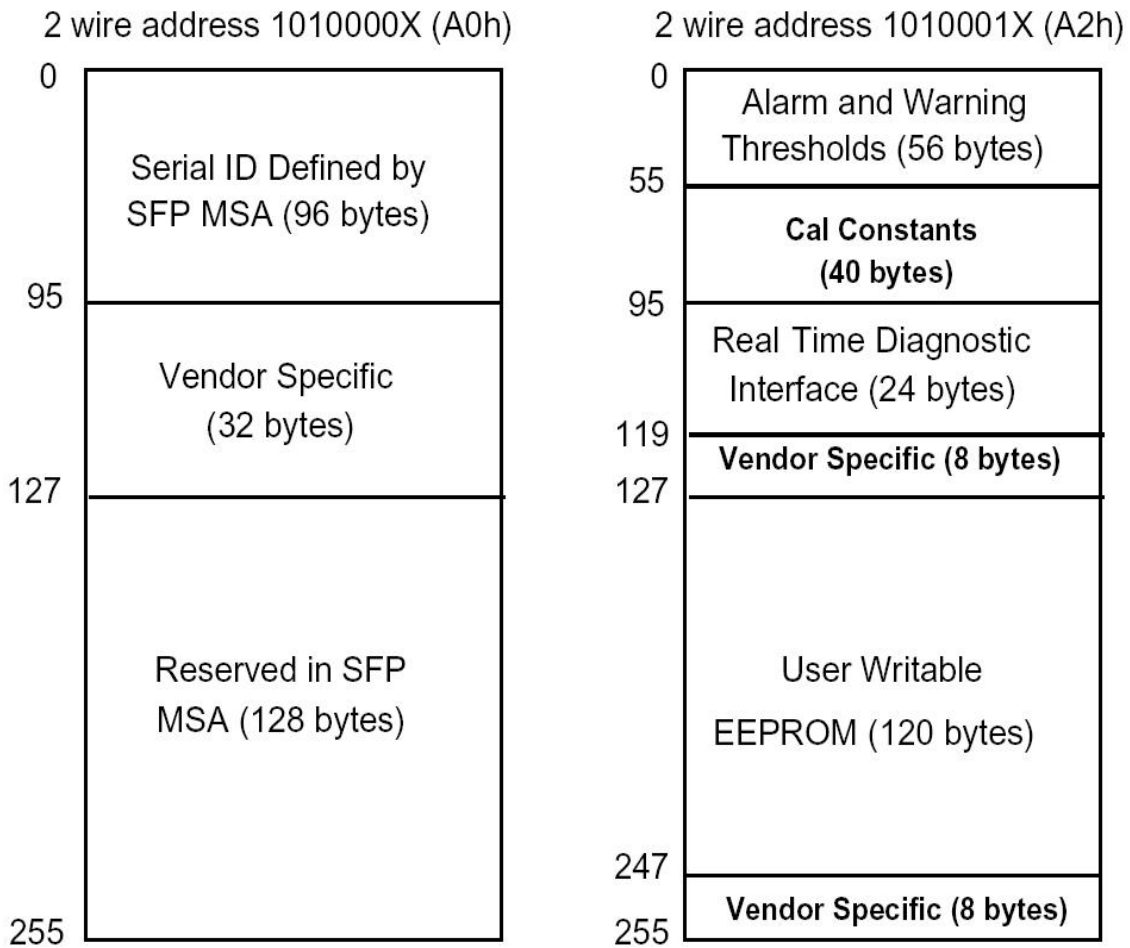 2 wire address 1010000X (A0h)
0
Serial ID Defined by
SFP MSA (96 bytes)
95
Vendor Specific
(32 bytes)
127
Reserved in SFP
MSA (128 bytes)
255
2 wire address 1010001X (A2h)
0
Alarm and Warning
Thresholds (56 bytes)
55
Cal Constants
(40 bytes)
95
Real Time Diagnostic
Interface (24 bytes)
119
Vendor Specific (8 bytes)
127
User Writable
EEPROM (120 bytes)
247
Vendor Specific (8 bytes)
255